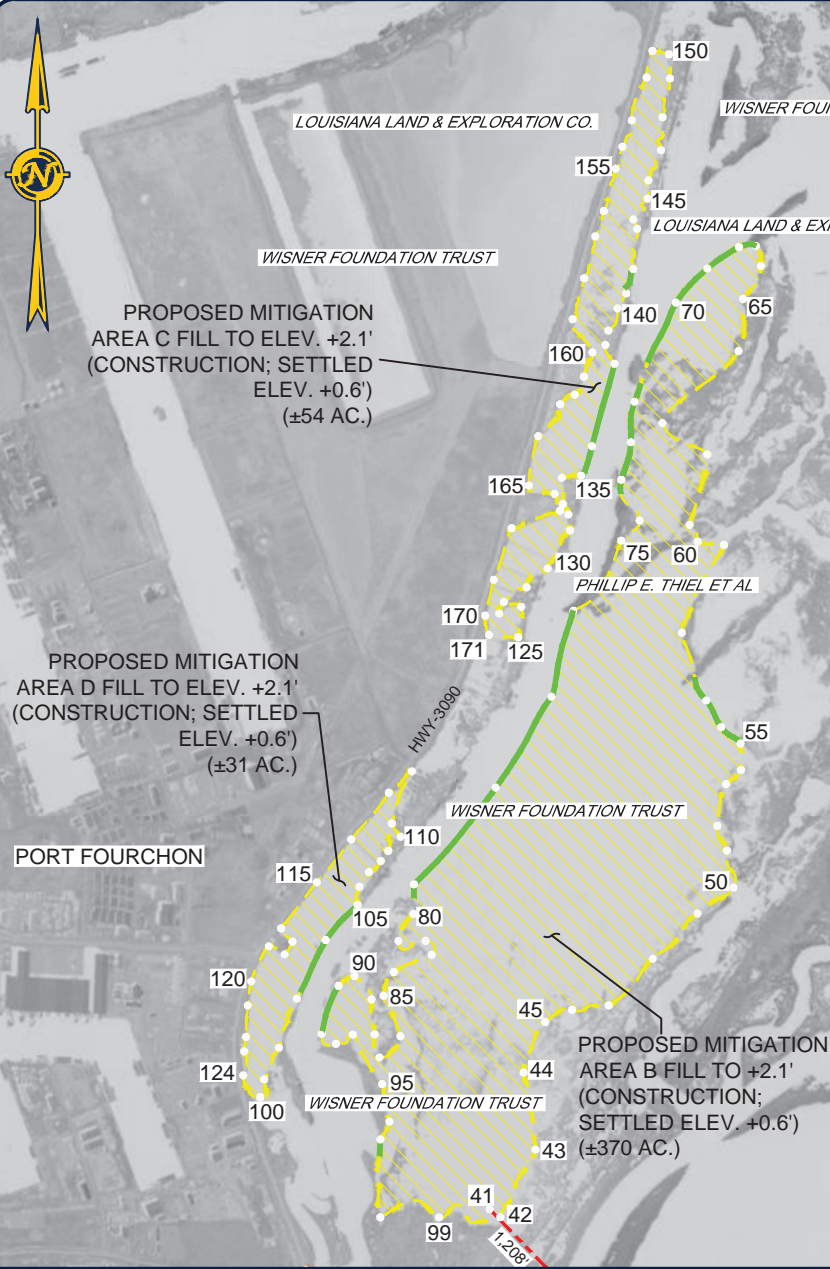 150
WISNER FOU
LOUISIANA LAND & EXPLORATION CO.
155
145
LOUISIANA LAND & EX
N
WISNER FOUNDATION TRUST
PROPOSED MITIGATION
AREA C FILL TO ELEV. +2.1'
(CONSTRUCTION; SETTLED
ELEV. +0.6')
(±54 AC.)
140
70
65
160
165
135
130
75
60
PHILLIP E. THIEL ET AL
170
171
125
PROPOSED MITIGATION
AREA D FILL TO ELEV. +2.1'
(CONSTRUCTION; SETTLED
ELEV. +0.6')
(±31 AC.)
HWY-3090
55
WISNER FOUNDATION TRUST
110
PORT FOURCHON
115
50
105
80
90
120
85
45
PROPOSED MITIGATION
AREA B FILL TO +2.1'
(CONSTRUCTION;
SETTLED ELEV. +0.6')
(±370 AC.)
44
124
95
100
WISNER FOUNDATION TRUST
43
41
42
99
1,208'